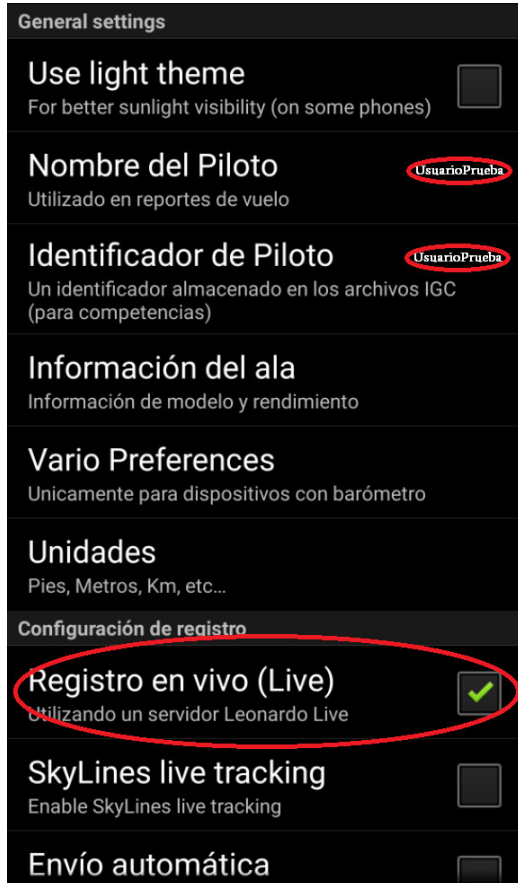 General settings
Use light theme
For better sunlight visibility (on some phones)
Nombre del Piloto
UsuarioPrueba
Utilizado en reportes de vuelo
Identificador de Piloto
UsuarioPrueba
Un identificador almacenado en los archivos IGC
(para competencias)
Información del ala
Información de modelo y rendimiento
Vario Preferences
Unicamente para dispositivos con barómetro
Unidades
Pies, Metros, Km, etc...
Configuración de registro
Registro en vivo (Live)
Utilizando un servidor Leonardo Live
SkyLines live tracking
Enable SkyLines live tracking
Envío automática